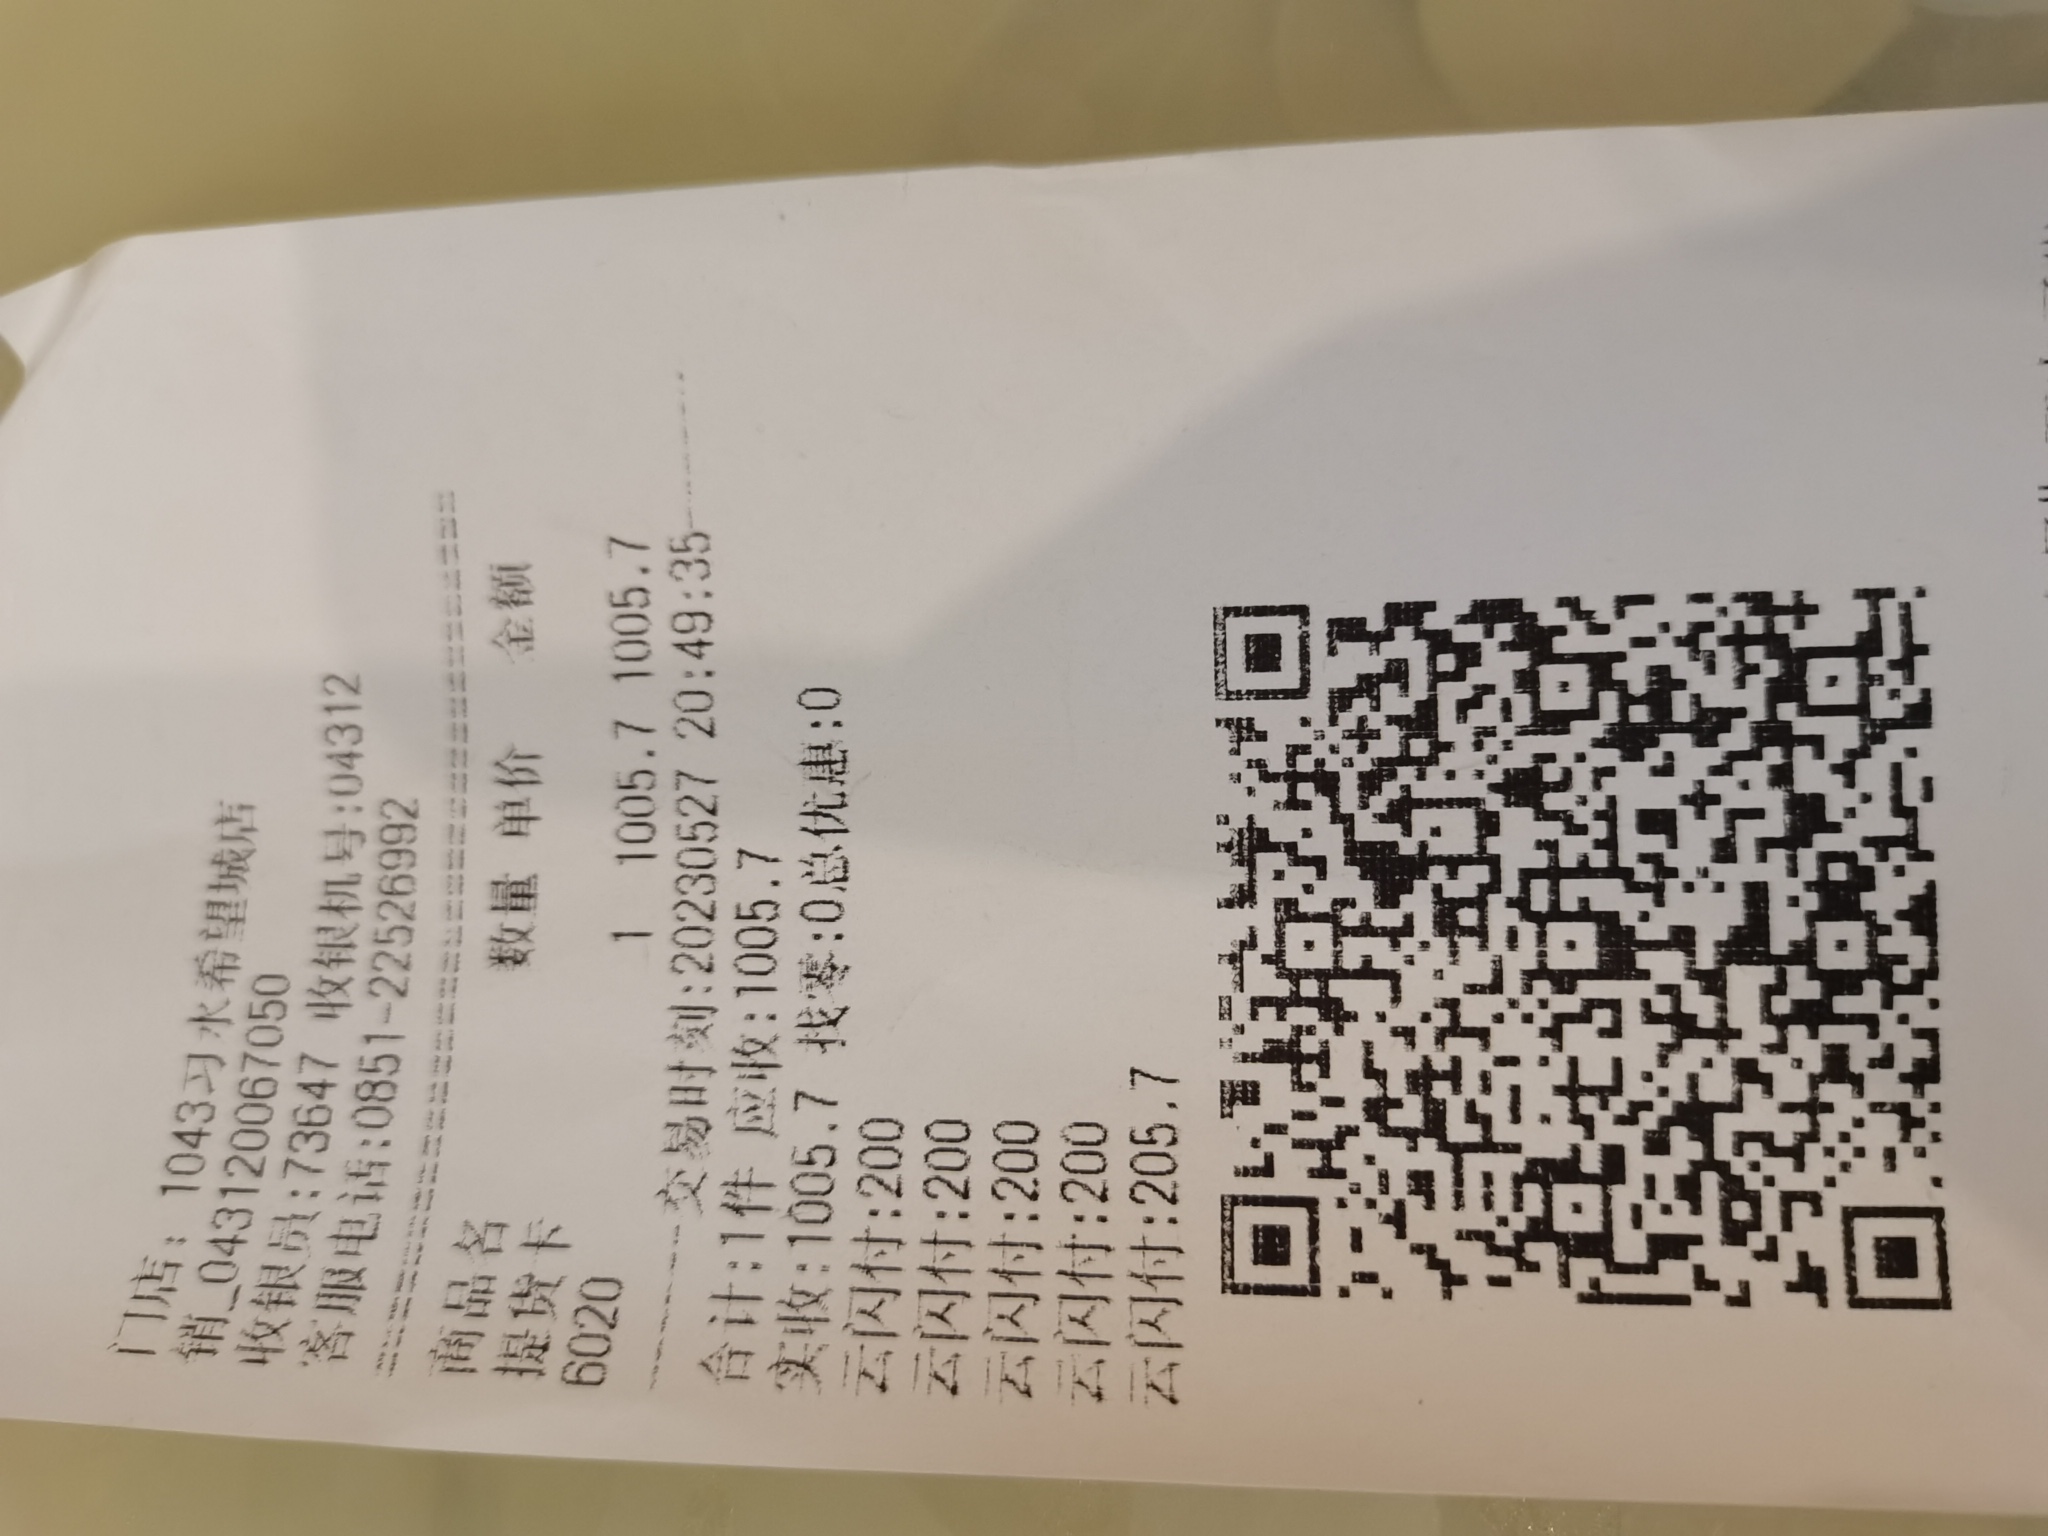 门店：1043习水希望城店
销_043120067050
收银员:73647 收银机号:04312
客服电话:0851-22526992
商品名 数量 单价 金额
提货卡
6020 1 1005.7 1005.7
交易时刻:20230527 20:49:35
合计:1件 应收:1005.7
实收:1005.7 找零:0总优惠:0
云闪付:200
云闪付:200
云闪付:200
云闪付:200
云闪付:205.7